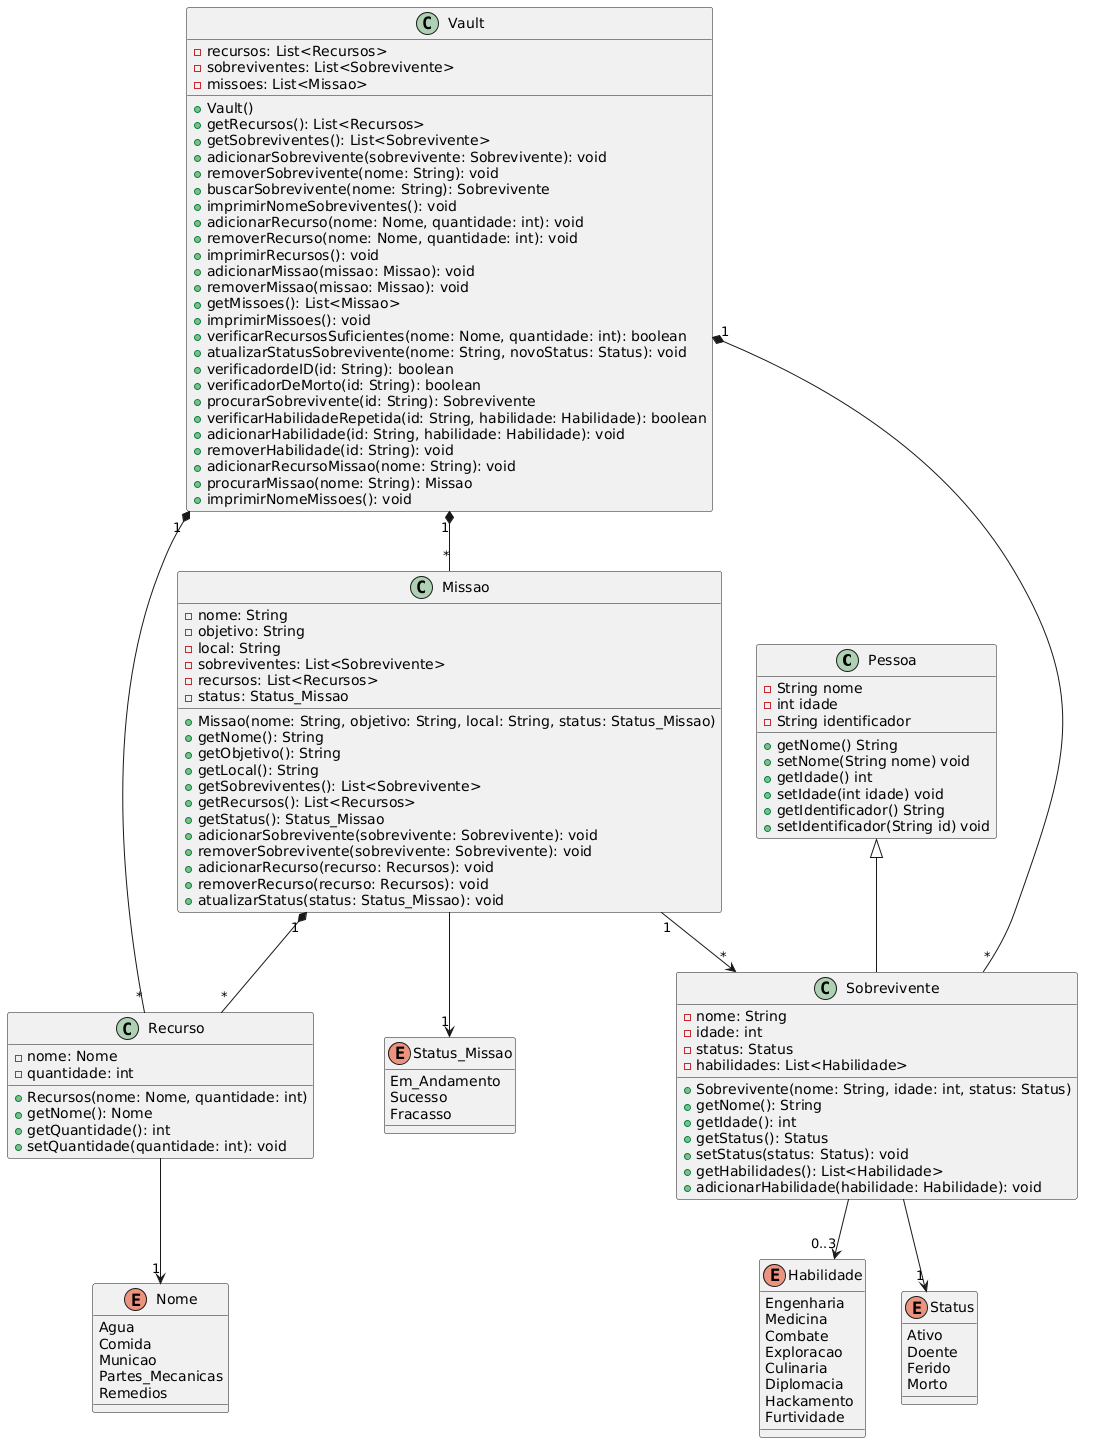 C Vault
recursos: List<Recursos>
sobreviventes: List<Sobrevivente>
missoes: List<Missao>
Vault()
getRecursos(): List<Recursos>
getSobreviventes(): List<Sobrevivente>
adicionarSobrevivente(sobrevivente: Sobrevivente): void
removerSobrevivente(nome: String): void
buscarSobrevivente(nome: String): Sobrevivente
imprimirNomeSobreviventes(): void
adicionarRecurso(nome: Nome, quantidade: int): void
removerRecurso(nome: Nome, quantidade: int): void
imprimirRecursos(): void
adicionarMissao(missao: Missao): void
removerMissao(missao: Missao): void
getMissoes(): List<Missao>
imprimirMissoes(): void
verificarRecursosSuficientes(nome: Nome, quantidade: int): boolean
atualizarStatusSobrevivente(nome: String, novoStatus: Status): void
verificadordeID(id: String): boolean
verificadorDeMorto(id: String): boolean
procurarSobrevivente(id: String): Sobrevivente
verificarHabilidadeRepetida(id: String, habilidade: Habilidade): boolean
adicionarHabilidade(id: String, habilidade: Habilidade): void
removerHabilidade(id: String): void
adicionarRecursoMissao(nome: String): void
procurarMissao(nome: String): Missao
imprimirNomeMissoes(): void
1
1
1
*
C Missao
nome: String
objetivo: String
local: String
sobreviventes: List<Sobrevivente>
recursos: List<Recursos>
status: Status_Missao
Missao(nome: String, objetivo: String, local: String, status: Status_Missao)
getNome(): String
getObjetivo(): String
getLocal(): String
getSobreviventes(): List<Sobrevivente>
getRecursos(): List<Recursos>
getStatus(): Status_Missao
adicionarSobrevivente(sobrevivente: Sobrevivente): void
removerSobrevivente(sobrevivente: Sobrevivente): void
adicionarRecurso(recurso: Recursos): void
removerRecurso(recurso: Recursos): void
atualizarStatus(status: Status_Missao): void
C Pessoa
String nome
int idade
String identificador
getNome() String
setNome(String nome) void
getIdade() int
setIdade(int idade) void
getIdentificador() String
setIdentificador(String id) void
1
1
*
*
*
*
1
C Recurso
nome: Nome
quantidade: int
Recursos(nome: Nome, quantidade: int)
getNome(): Nome
getQuantidade(): int
setQuantidade(quantidade: int): void
E Status_Missao
Em_Andamento
Sucesso
Fracasso
C Sobrevivente
nome: String
idade: int
status: Status
habilidades: List<Habilidade>
Sobrevivente(nome: String, idade: int, status: Status)
getNome(): String
getIdade(): int
getStatus(): Status
setStatus(status: Status): void
getHabilidades(): List<Habilidade>
adicionarHabilidade(habilidade: Habilidade): void
1
0..3
1
E Nome
Agua
Comida
Municao
Partes_Mecanicas
Remedios
E Habilidade
Engenharia
Medicina
Combate
Exploracao
Culinaria
Diplomacia
Hackamento
Furtividade
E Status
Ativo
Doente
Ferido
Morto